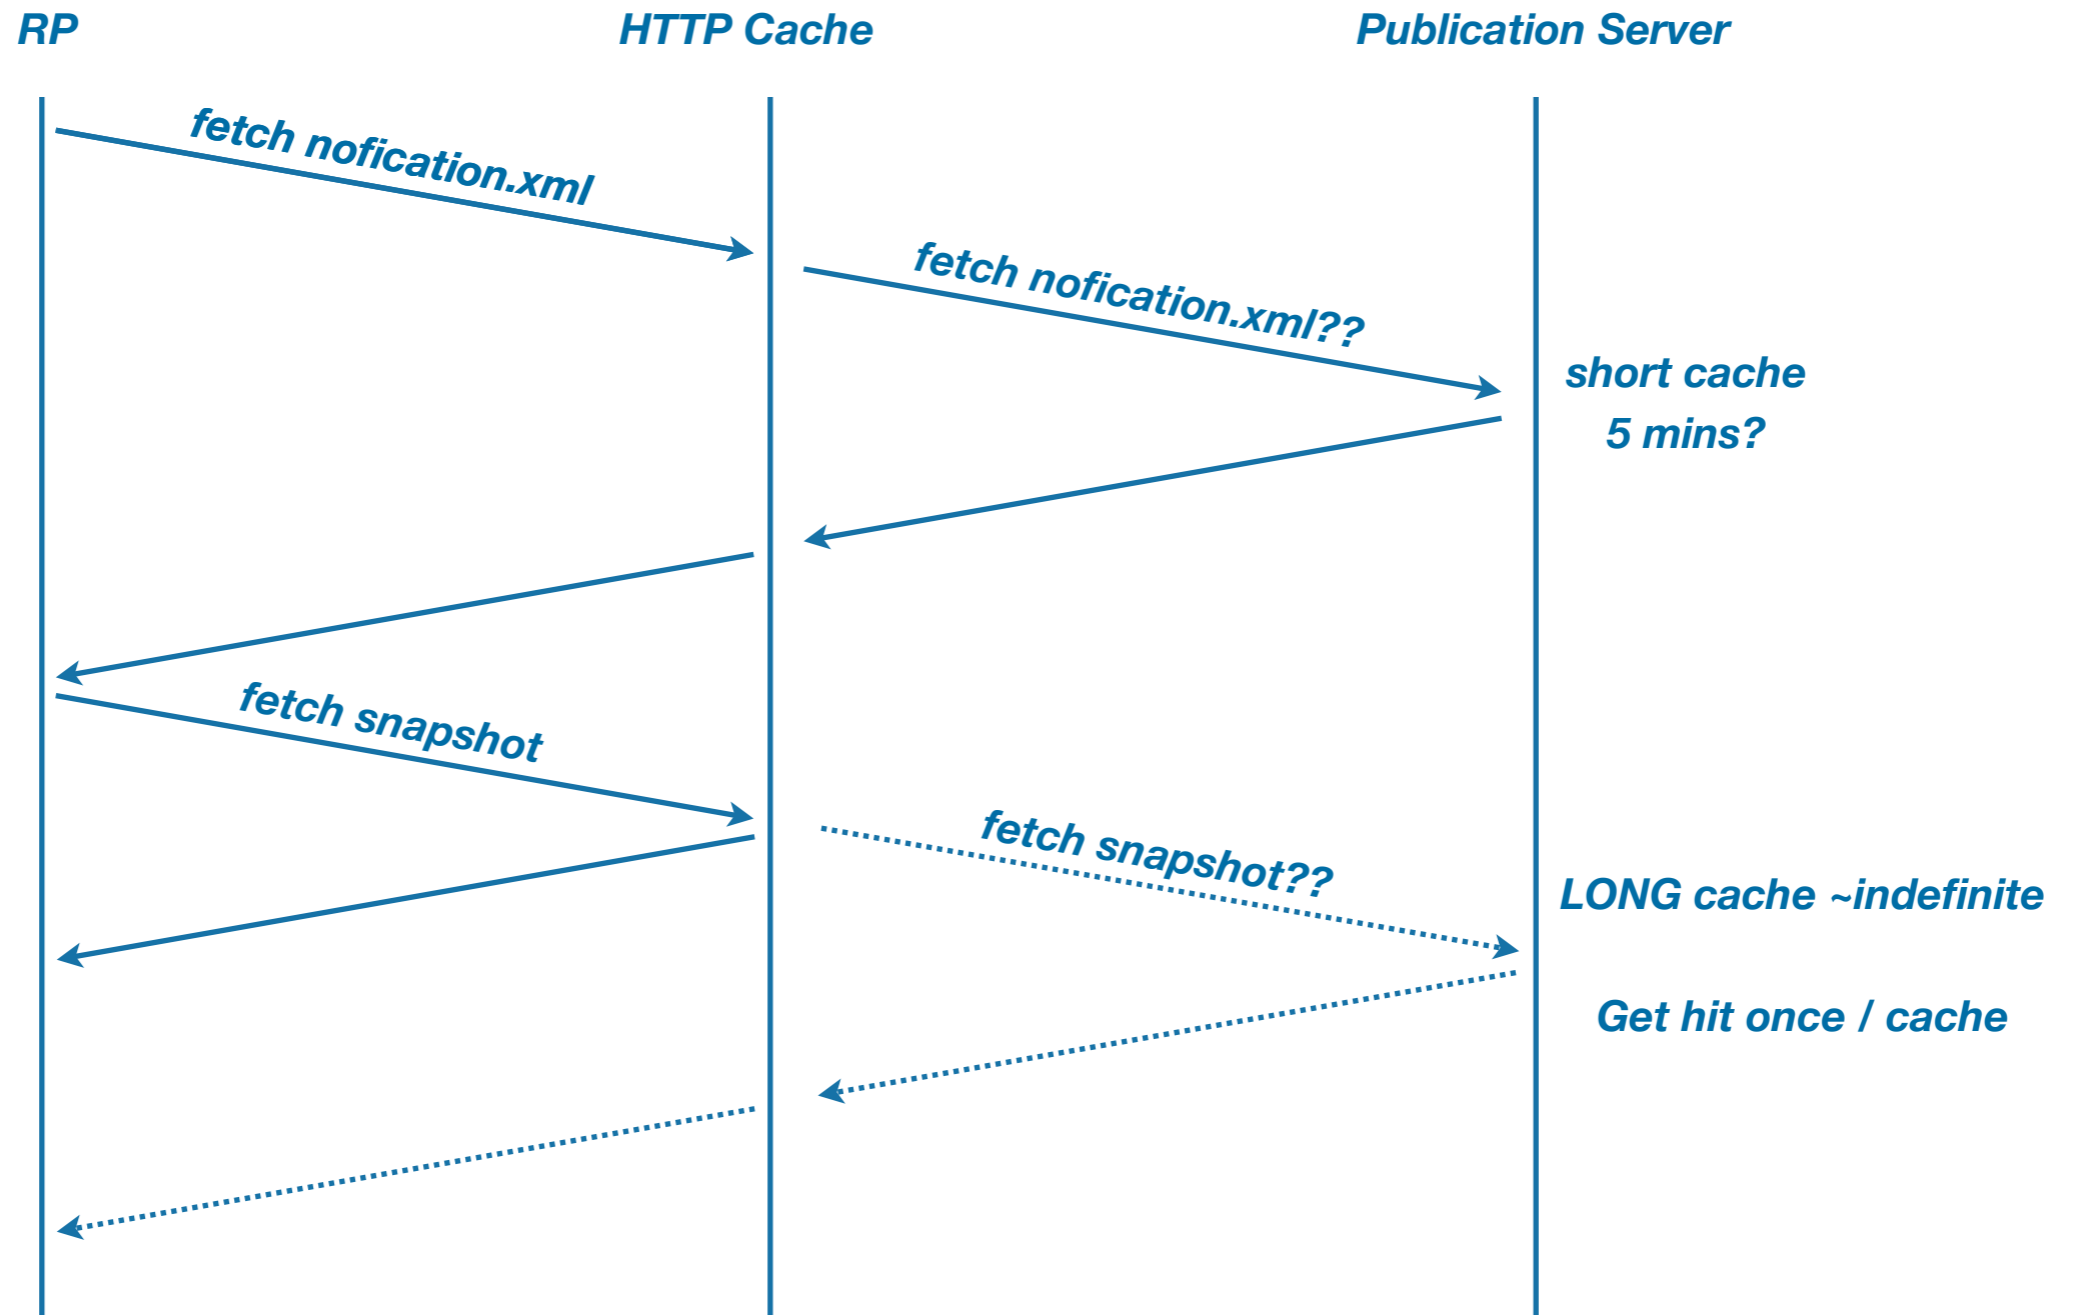 RP
HTTP Cache
Publication Server
fetch nofication.xml
fetch nofication.xml??
short cache
5 mins?
fetch snapshot
fetch snapshot??
LONG cache ~indefinite
Get hit once / cache